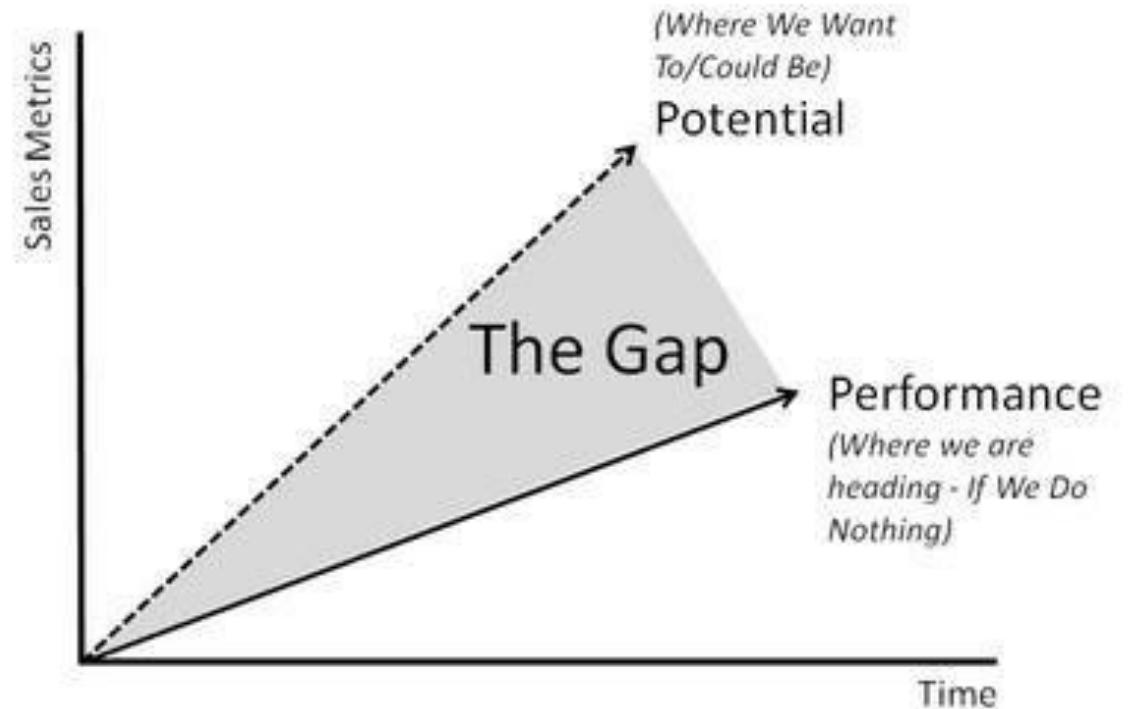 Sales Metrics
(Where We Want
To/Could Be)
Potential
The Gap
Performance
(Where we are
heading - If We Do
Nothing)
Time